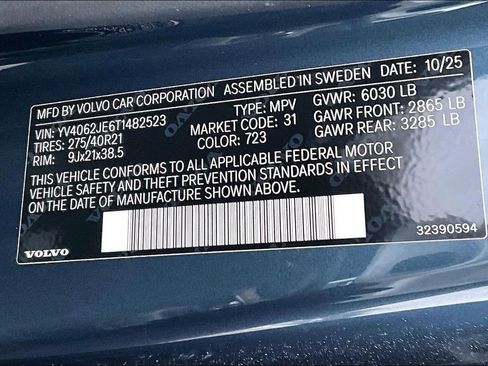 MFD BY VOLVO CAR CORPORATION ASSEMBLED IN SWEDEN DATE: 10/25
VIN: YV4062JE6T1482523 TYPE: MPV GVWR: 6030 LB
TIRES: 275/40R21 MARKET CODE: 31 GAWR FRONT: 2865 LB
RIM: 9Jx21x38.5 COLOR: 723 GAWR REAR: 3285 LB
THIS VEHICLE CONFORMS TO ALL APPLICABLE FEDERAL MOTOR
VEHICLE SAFETY AND THEFT PREVENTION STANDARDS IN EFFECT
ON THE DATE OF MANUFACTURE SHOWN ABOVE.
VOLVO 32390594